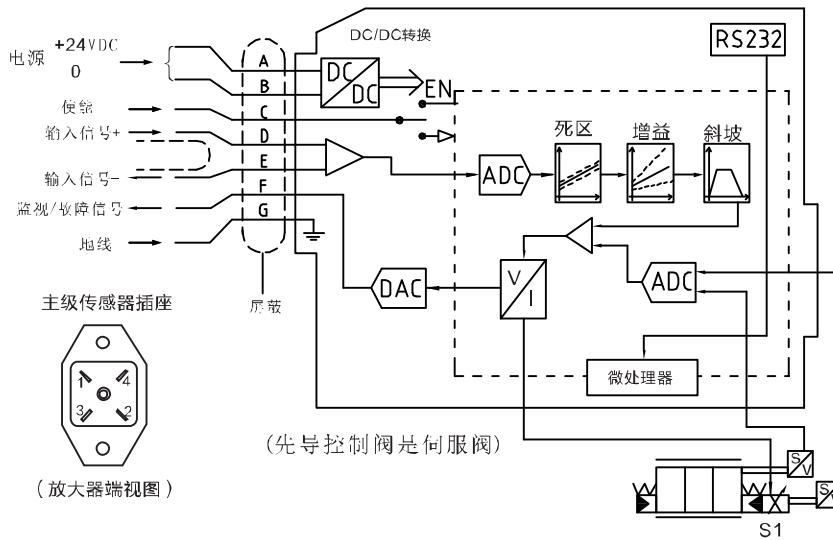 DC/DC转换
RS232
+24VDC
电源
0
A
DC
DC
B
EN
使能
C
输入信号+
D
死区
增益
斜坡
E
ADC
输入信号-
F
监视/故障信号
G
地线
V
I
DAC
ADC
主级传感器插座
屏蔽
1
4
3
2
微处理器
(先导控制阀是伺服阀)
(放大器端视图)
S
V
S
V
S1